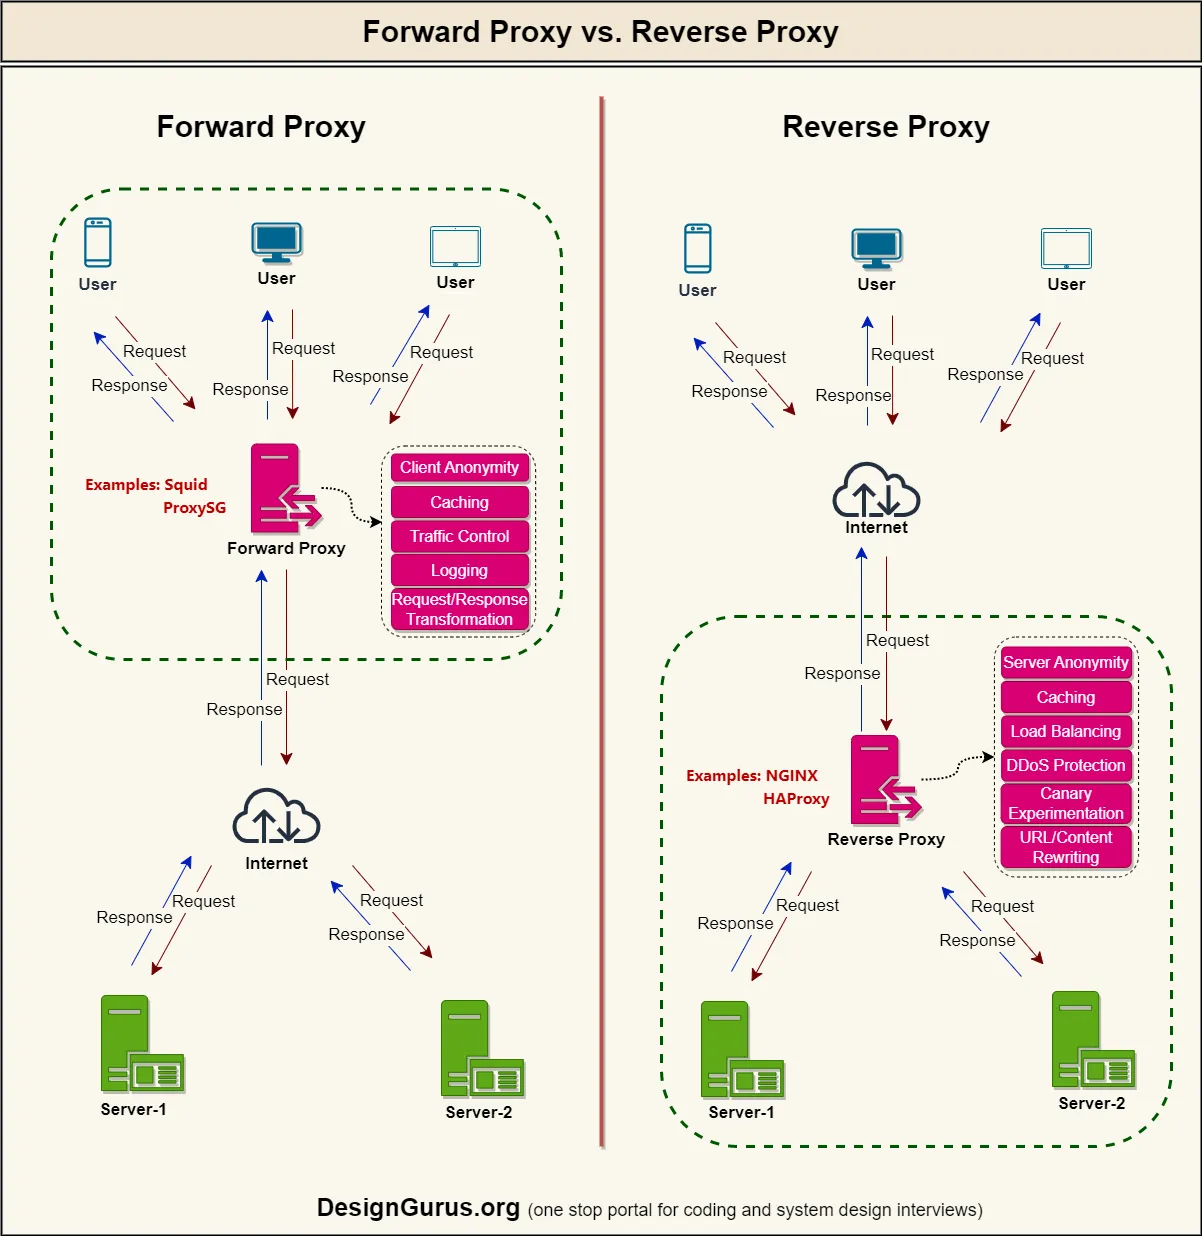 Forward Proxy vs. Reverse Proxy
Forward Proxy
User
User
User
Request
Response
Request
Response
Request
Response
Examples: Squid
ProxySG
Forward Proxy
Client Anonymity
Caching
Traffic Control
Logging
Request/Response
Transformation
Request
Response
Internet
Request
Response
Request
Response
Server-1
Server-2
Reverse Proxy
User
User
User
Request
Response
Request
Response
Request
Response
Internet
Request
Response
Examples: NGINX
HAProxy
Reverse Proxy
Server Anonymity
Caching
Load Balancing
DDoS Protection
Canary
Experimentation
URL/Content
Rewriting
Request
Response
Request
Response
Server-1
Server-2
DesignGurus.org (one stop portal for coding and system design interviews)